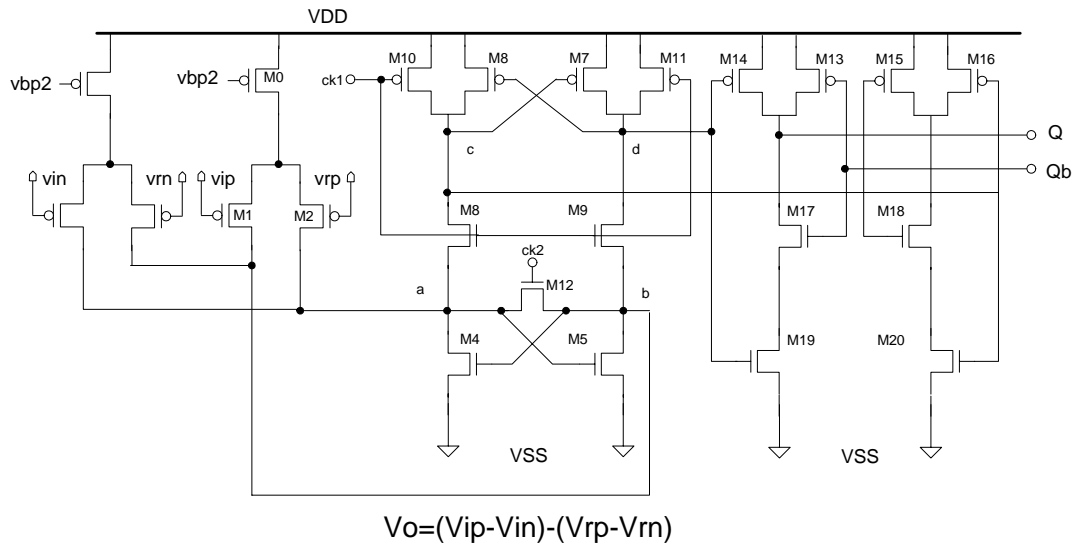 VDD
M10 M8 M7 M11 M14 M13 M15 M16
vbp2 vbp2 M0 ck1
c d Q
Qb
vin vrn vip vrp
M1 M2 M8 M9 M17 M18
ck2
M12
a b
M4 M5 M19 M20
VSS VSS
Vo=(Vip-Vin)-(Vrp-Vrn)